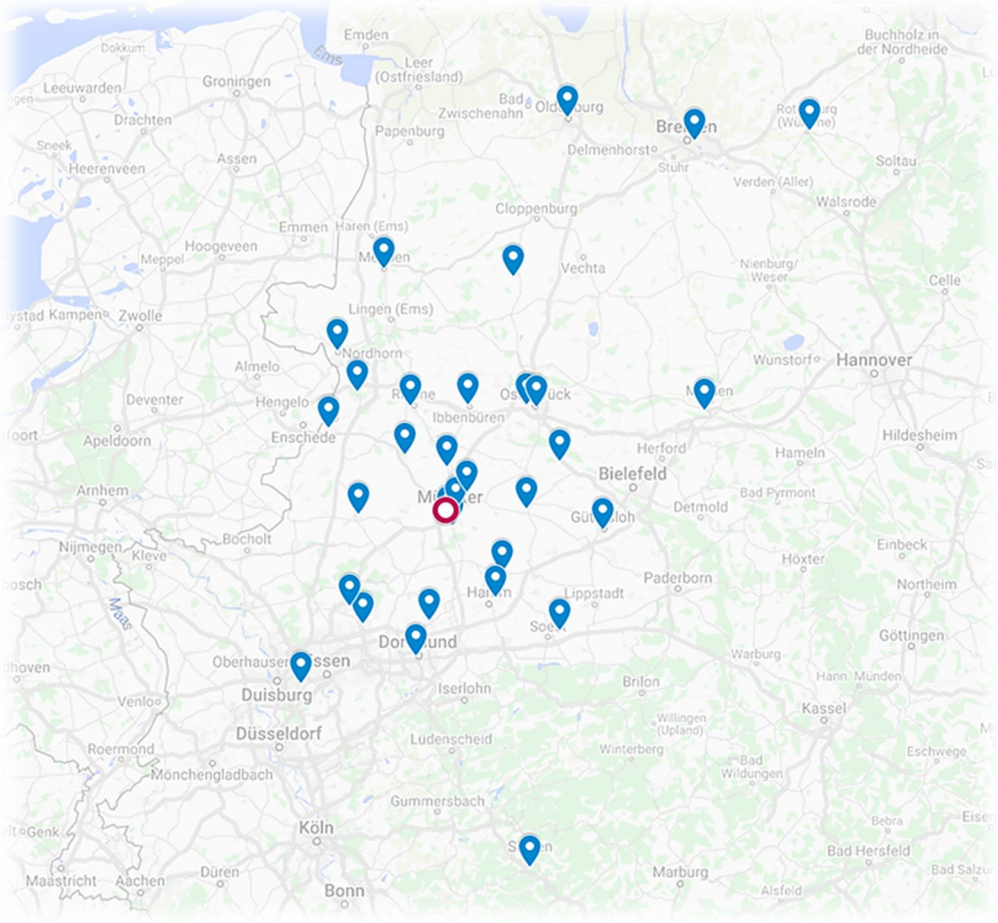 Emden
Buchholz in
der Nordheide
Dokkum
Ems
Leer
(Ostfriesland)
Leeuwarden
Groningen
Bad
Zwischenahn
Drachten
Papenburg
Delmenhorst
Stuhr
Sneek
Heerenveen
Assen
Soltau
Verden (Aller)
Walsrode
Cloppenburg
Emmen
Haren (Ems)
Hoogeveen
Meppel
Vechta
Nienburg/
Weser
Celle
Lingen (Ems)
Kampen
Zwolle
Nordhorn
Wunstorf
Hannover
Almelo
Deventer
Hengelo
Ibbenbüren
Apeldoorn
Enschede
Hildesheim
Herford
Hameln
Bielefeld
Arnhem
Bad Pyrmont
Detmold
Bocholt
Nijmegen
Kleve
Einbeck
Höxter
Paderborn
Northeim
Lippstadt
Maas
Göttingen
Warburg
Oberhausen
Hann. Münden
Duisburg
Iserlohn
Brilon
Venlo
Kassel
Willingen
(Upland)
Düsseldorf
Lüdenscheid
Roermond
Winterberg
Eschwege
Mönchengladbach
Bad
Wildungen
Gummersbach
Genk
Köln
Bebra
Bad Hersfeld
Maastricht
Aachen
Düren
Marburg
Bonn
Alsfeld